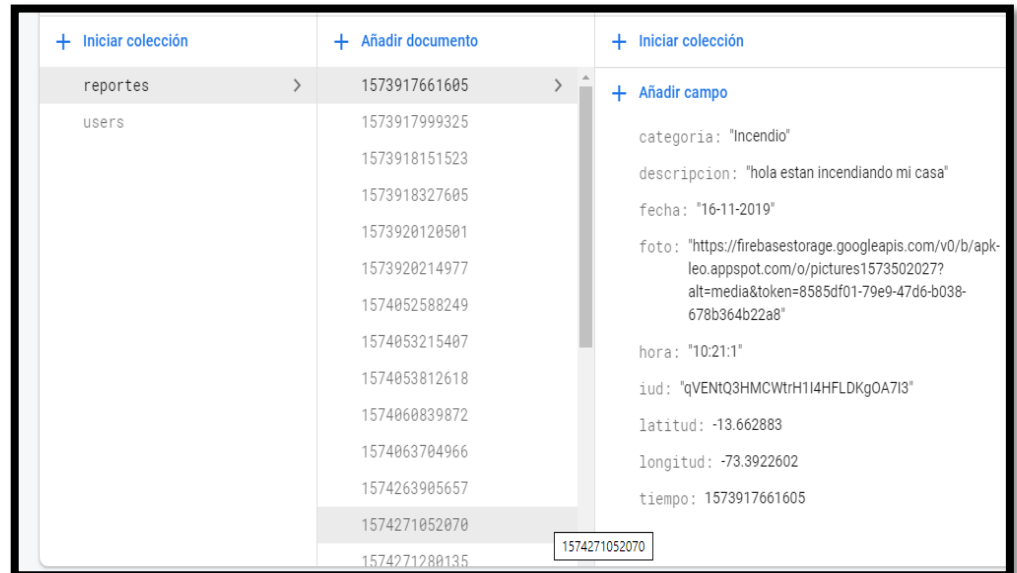 + Iniciar colección
reportes
users
+ Añadir documento
1573917661605
1573917999325
1573918151523
1573918327605
1573920120501
1573920214977
1574052588249
1574053215407
1574053812618
1574060839872
1574063704966
1574263905657
1574271052070
1574271280135
1574271052070
+ Iniciar colección
+ Añadir campo
categoria: "Incendio"
descripcion: "hola estan incendiando mi casa"
fecha: "16-11-2019"
foto: "https://firebasestorage.googleapis.com/v0/b/apk-
leo.appspot.com/o/pictures1573502027?
alt=media&token=8585df01-79e9-47d6-b038-
678b364b22a8"
hora: "10:21:1"
iud: "qVENtQ3HMCWtrH1I4HFLDKgOA7I3"
latitud: -13.662883
longitud: -73.3922602
tiempo: 1573917661605